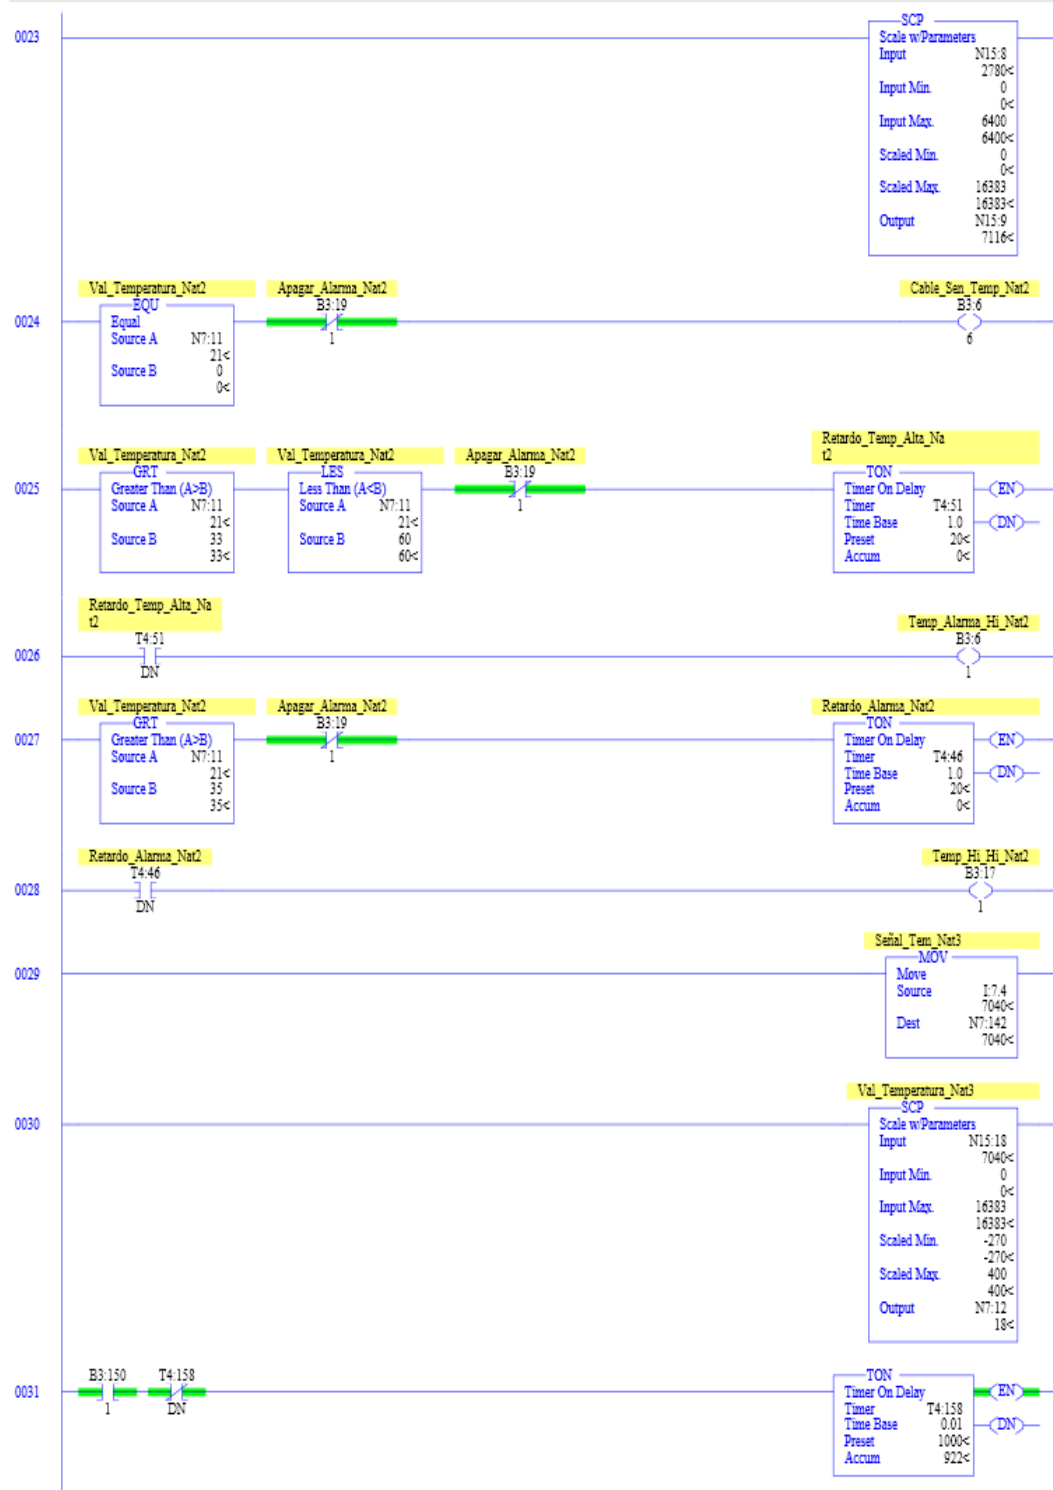 0023
SCP
Scale w/Parameters
Input N15:8
2780<
Input Min. 0
0<
Input Max. 6400
6400<
Scaled Min. 0
0<
Scaled Max. 16383
16383<
Output N15:9
7116<
Val_Temperatura_Nat2 Apagar_Alarma_Nat2 Cable_Sen_Temp_Nat2
EQU B3:19 B3:6
0024 Equal
Source A N7:11 1 6
21<
Source B 0
0<
Retardo_Temp_Alta_Na
Val_Temperatura_Nat2 Val_Temperatura_Nat2 Apagar_Alarma_Nat2 t2
GRT LES B3:19 TON
0025 Greater Than (A>B) Less Than (A<B) Timer On Delay EN
Source A N7:11 Source A N7:11 1 Timer T4:51
21< 21< Time Base 1.0 DN
Source B 33 Source B 60 Preset 20<
33< 60< Accum 0<
Retardo_Temp_Alta_Na
t2 Temp_Alarma_Hi_Nat2
T4:51 B3:6
0026
DN 1
Val_Temperatura_Nat2 Apagar_Alarma_Nat2 Retardo_Alarma_Nat2
GRT B3:19 TON
0027 Greater Than (A>B) Timer On Delay EN
Source A N7:11 1 Timer T4:46
21< Time Base 1.0 DN
Source B 35 Preset 20<
35< Accum 0<
Retardo_Alarma_Nat2 Temp_Hi_Hi_Nat2
T4:46 B3:17
0028
DN 1
Señal_Tem_Nat3
MOV
0029 Move
Source I:7.4
7040<
Dest N7:142
7040<
Val_Temperatura_Nat3
SCP
0030 Scale w/Parameters
Input N15:18
7040<
Input Min. 0
0<
Input Max. 16383
16383<
Scaled Min. -270
-270<
Scaled Max. 400
400<
Output N7:12
18<
B3:150 T4:158 TON
0031 Timer On Delay EN
1 DN Timer T4:158
Time Base 0.01 DN
Preset 1000<
Accum 922<